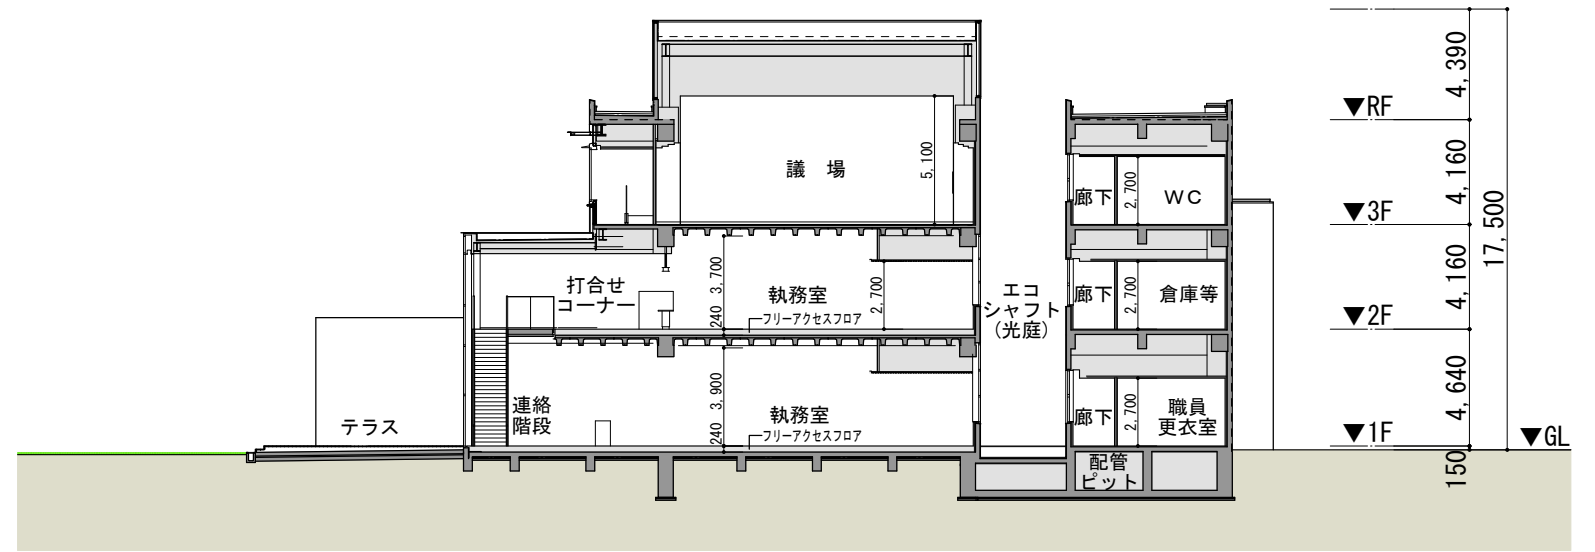 4,390
▼RF
4,160
▼3F
4,160
▼2F
4,640
▼1F
150
17,500
▼GL
議 場
5,100
廊下
2,700
WC
打合せ
コーナー
3,700
240
執務室
フリーアクセスフロア
2,700
エコ
シャフト
(光庭)
廊下
2,700
倉庫等
テラス
連絡
階段
3,900
240
執務室
フリーアクセスフロア
廊下
2,700
職員
更衣室
配管
ピット